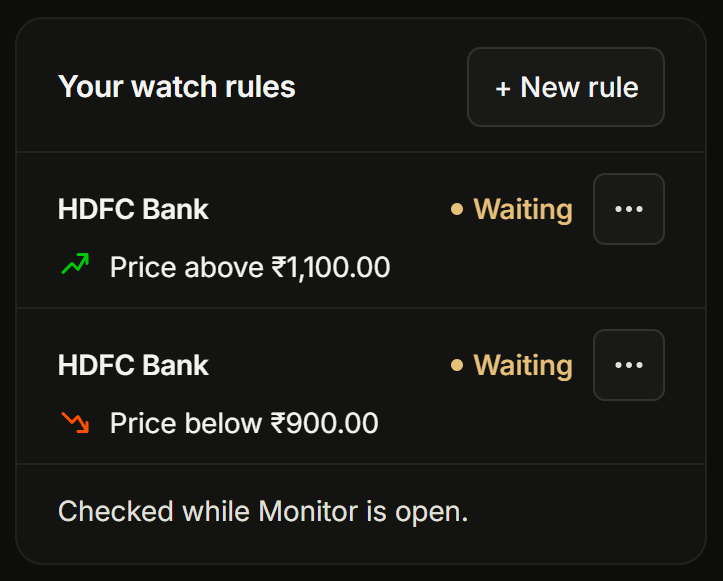 Your watch rules
+ New rule
HDFC Bank
Waiting
Price above ₹1,100.00
HDFC Bank
Waiting
Price below ₹900.00
Checked while Monitor is open.